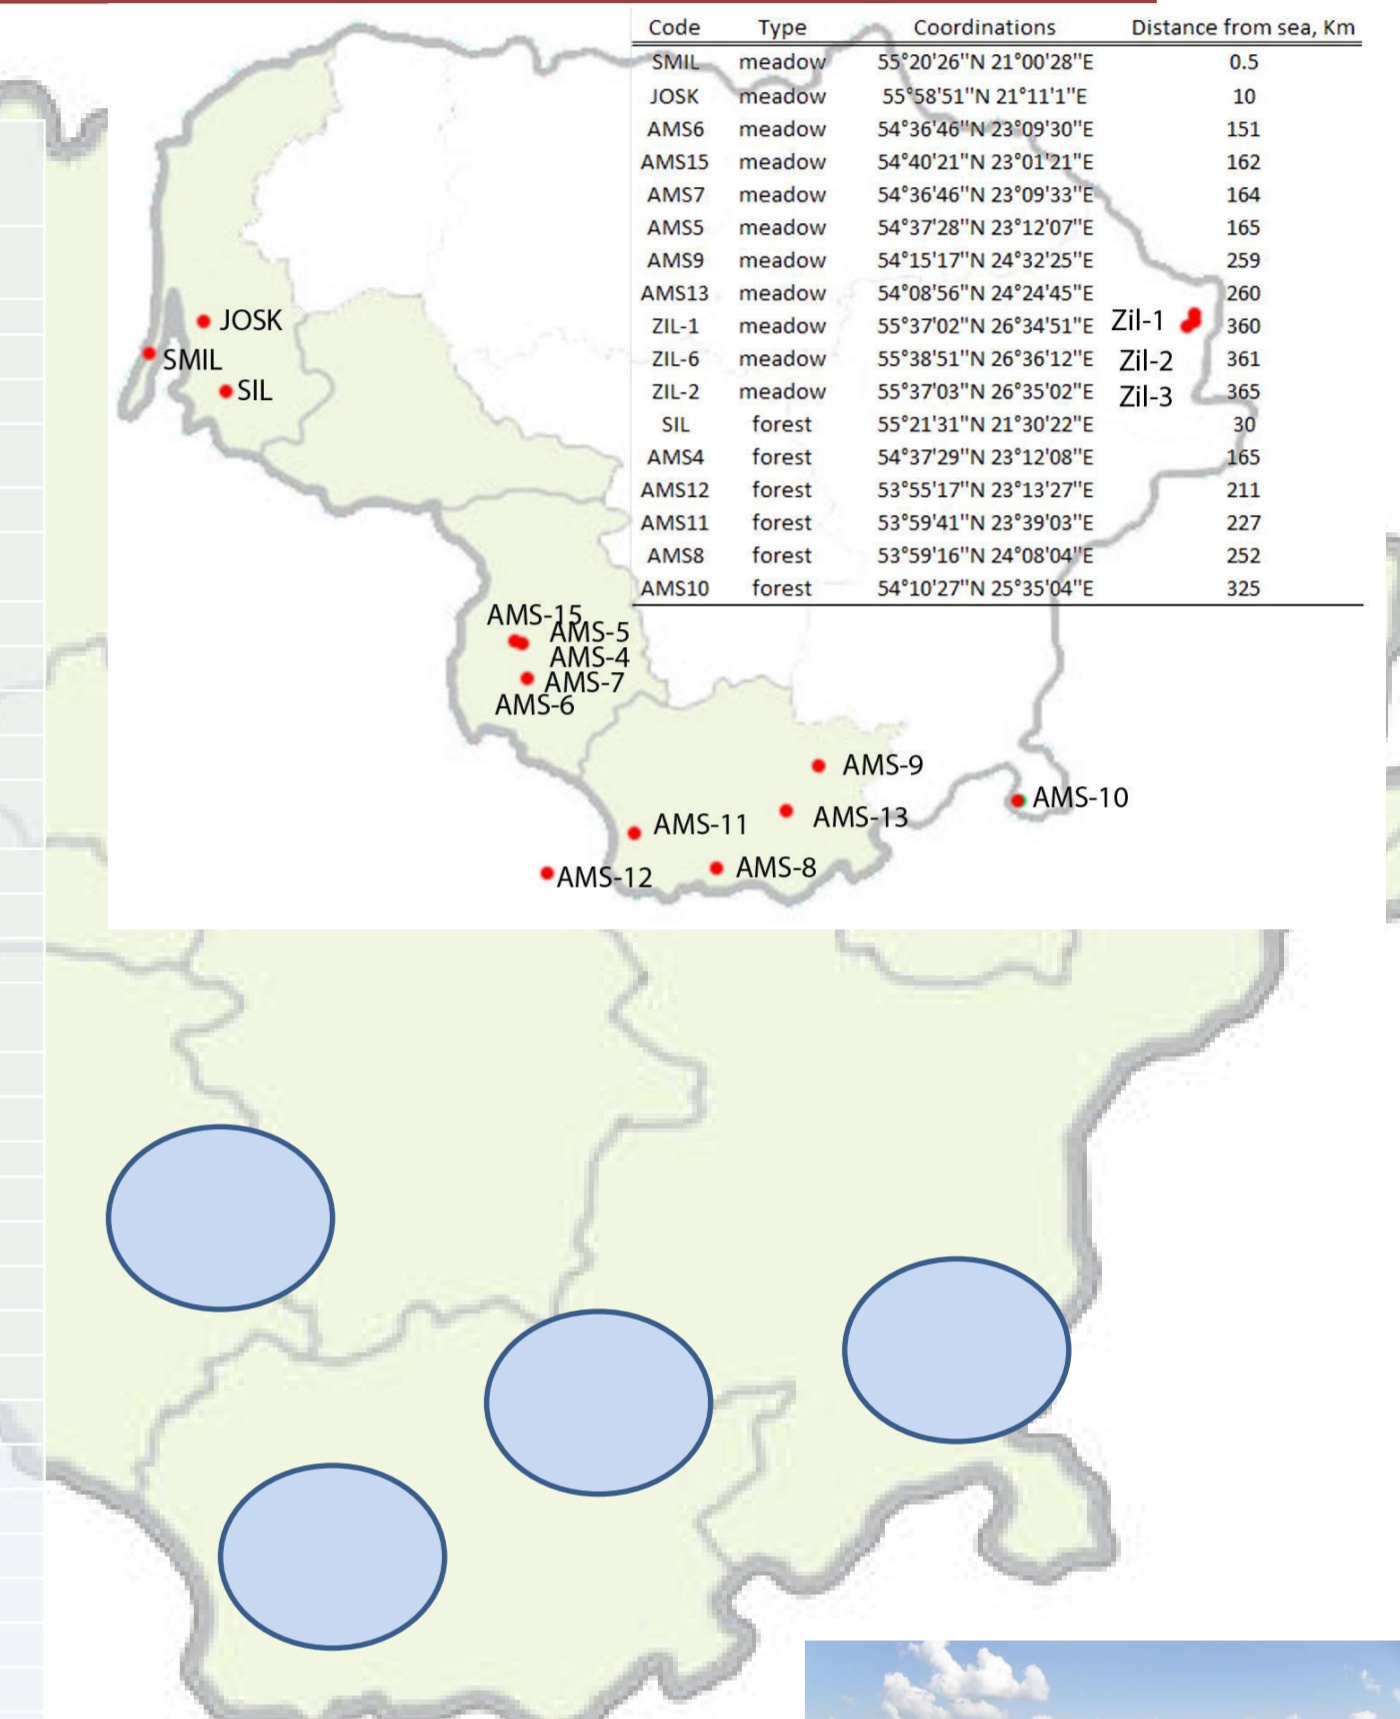 Code Type Coordinations Distance from sea, Km
SMIL meadow 55°20'26"N 21°00'28"E 0.5
JOSK meadow 55°58'51"N 21°11'1"E 10
AMS6 meadow 54°36'46"N 23°09'30"E 151
AMS15 meadow 54°40'21"N 23°01'21"E 162
AMS7 meadow 54°36'46"N 23°09'33"E 164
AMS5 meadow 54°37'28"N 23°12'07"E 165
AMS9 meadow 54°15'17"N 24°32'25"E 259
AMS13 meadow 54°08'56"N 24°24'45"E 260
ZIL-1 meadow 55°37'02"N 26°34'51"E 360
ZIL-6 meadow 55°38'51"N 26°36'12"E 361
ZIL-2 meadow 55°37'03"N 26°35'02"E 365
SIL forest 55°21'31"N 21°30'22"E 30
AMS4 forest 54°37'29"N 23°12'08"E 165
AMS12 forest 53°55'17"N 23°13'27"E 211
AMS11 forest 53°59'41"N 23°39'03"E 227
AMS8 forest 53°59'16"N 24°08'04"E 252
AMS10 forest 54°10'27"N 25°35'04"E 325
JOSK
SMIL
SIL
Zil-1
Zil-2
Zil-3
AMS-15
AMS-5
AMS-4
AMS-7
AMS-6
AMS-9
AMS-10
AMS-13
AMS-11
AMS-8
AMS-12